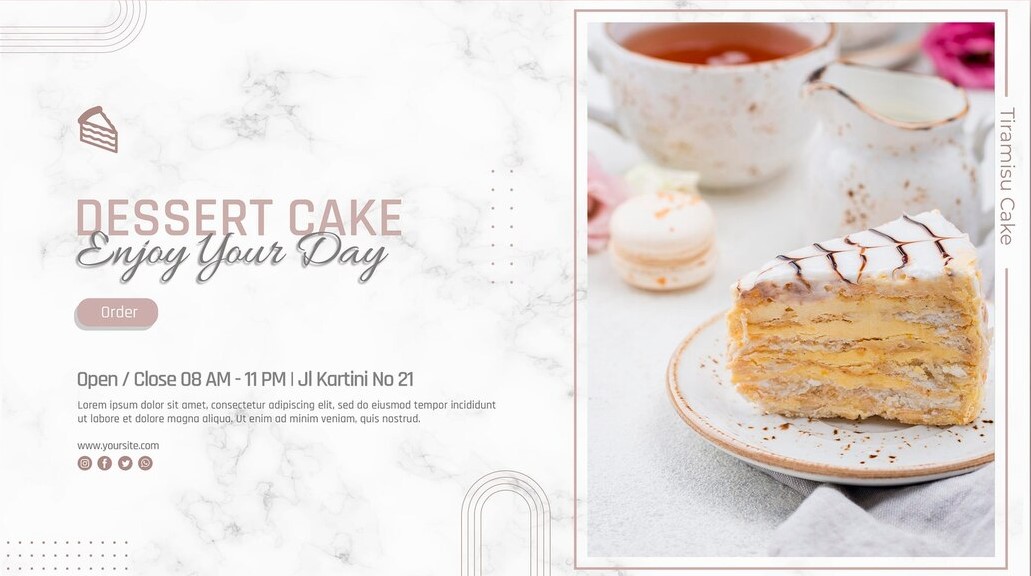 DESSERT CAKE
Enjoy Your Day
Order
Open / Close 08 AM - 11 PM | Jl Kartini No 21
Lorem ipsum dolor sit amet, consectetur adipiscing elit, sed do eiusmod tempor incididunt
ut labore et dolore magna aliqua. Ut enim ad minim veniam, quis nostrud.
www.yoursite.com
Tiramisu Cake